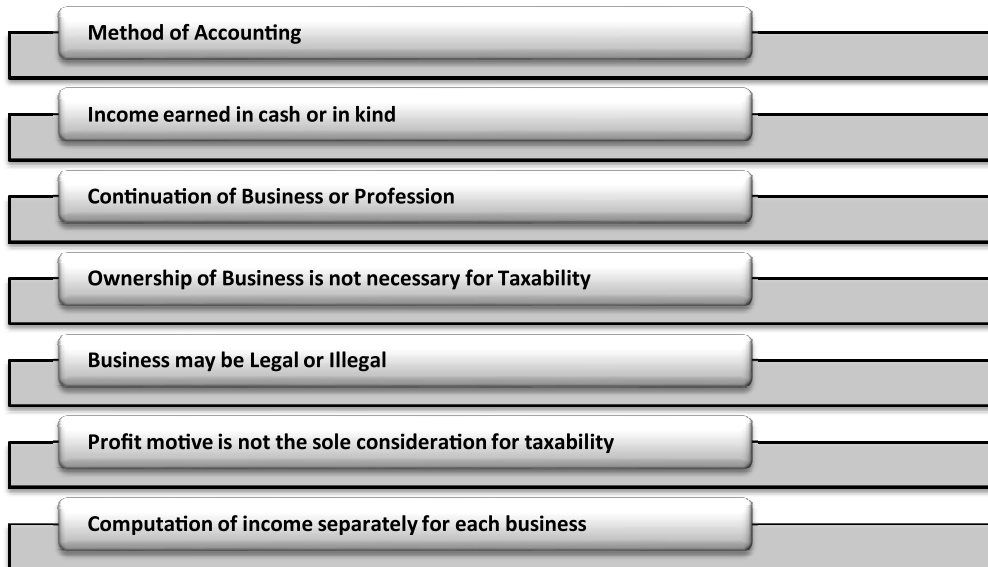 Method of Accounting
Income earned in cash or in kind
Continuation of Business or Profession
Ownership of Business is not necessary for Taxability
Business may be Legal or Illegal
Profit motive is not the sole consideration for taxability
Computation of income separately for each business